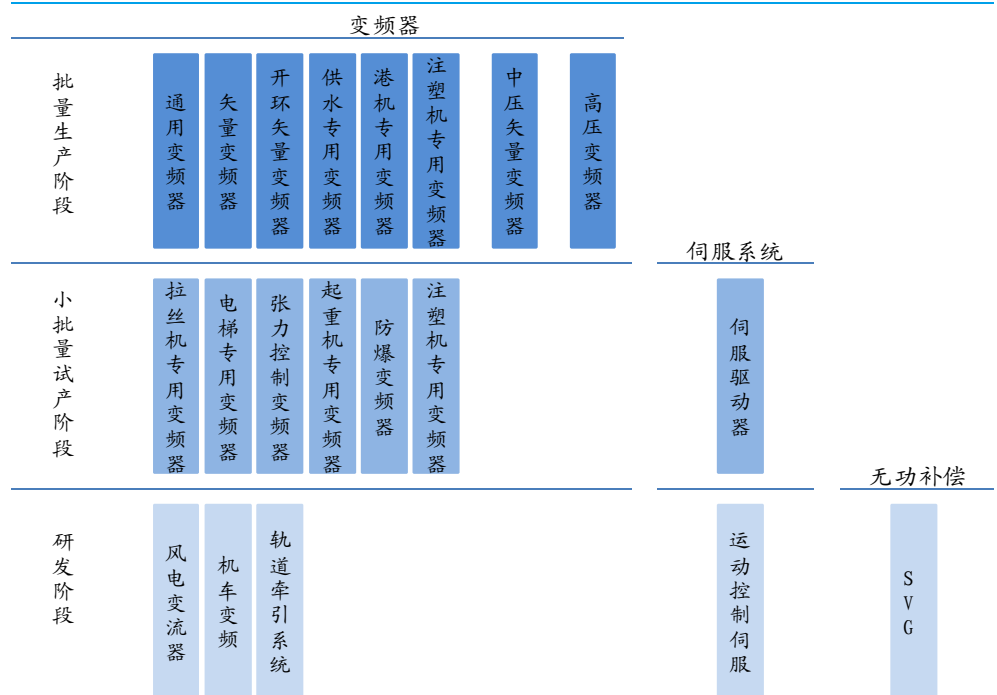 变频器
批量生产阶段
通用变频器
矢量变频器
开环矢量变频器
供水专用变频器
港机专用变频器
注塑机专用变频器
中压矢量变频器
高压变频器
伺服系统
小批量试产阶段
拉丝机专用变频器
电梯专用变频器
张力控制变频器
起重机专用变频器
防爆变频器
注塑机专用变频器
伺服驱动器
无功补偿
研发阶段
风电变流器
机车变频
轨道牵引系统
运动控制伺服
SVG